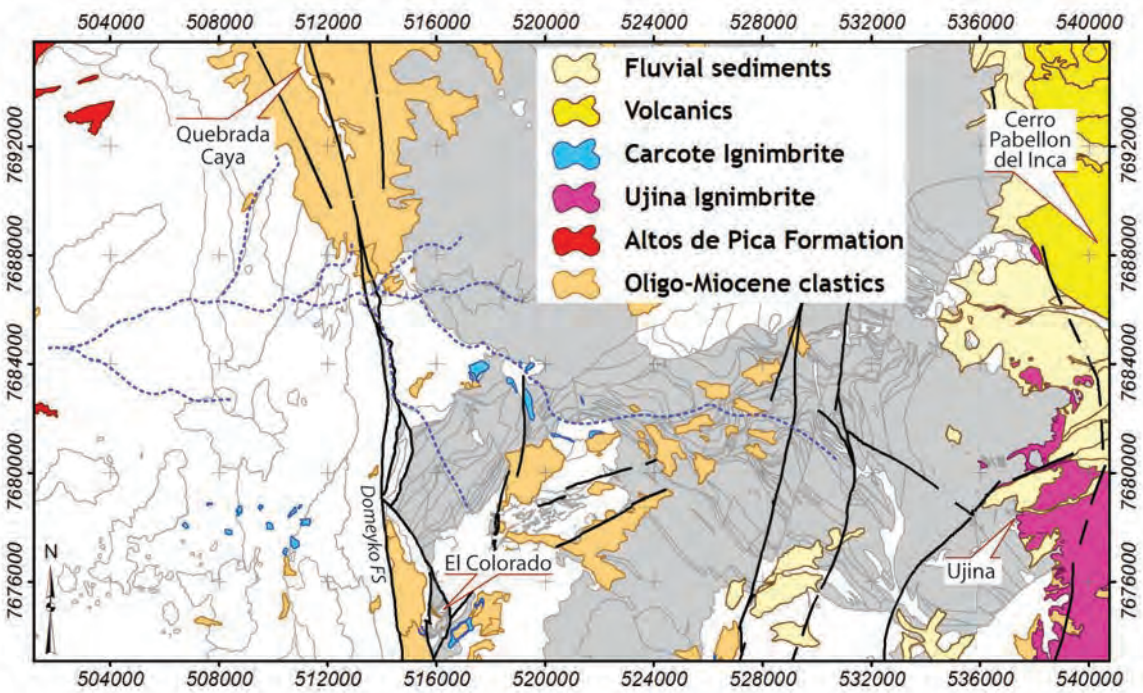 504000 508000 512000 516000 520000 524000 528000 532000 536000 540000
Fluvial sediments
Volcanics
Carcote Ignimbrite
Ujina Ignimbrite
Altos de Pica Formation
Oligo-Miocene clastics
Quebrada
Caya
Cerro
Pabellon
del Inca
7692000
7688000
7684000
7680000
7676000
7692000
7688000
7684000
7680000
7676000
Domeyko FS
El Colorado
Ujina
N
504000 508000 512000 516000 520000 524000 528000 532000 536000 540000